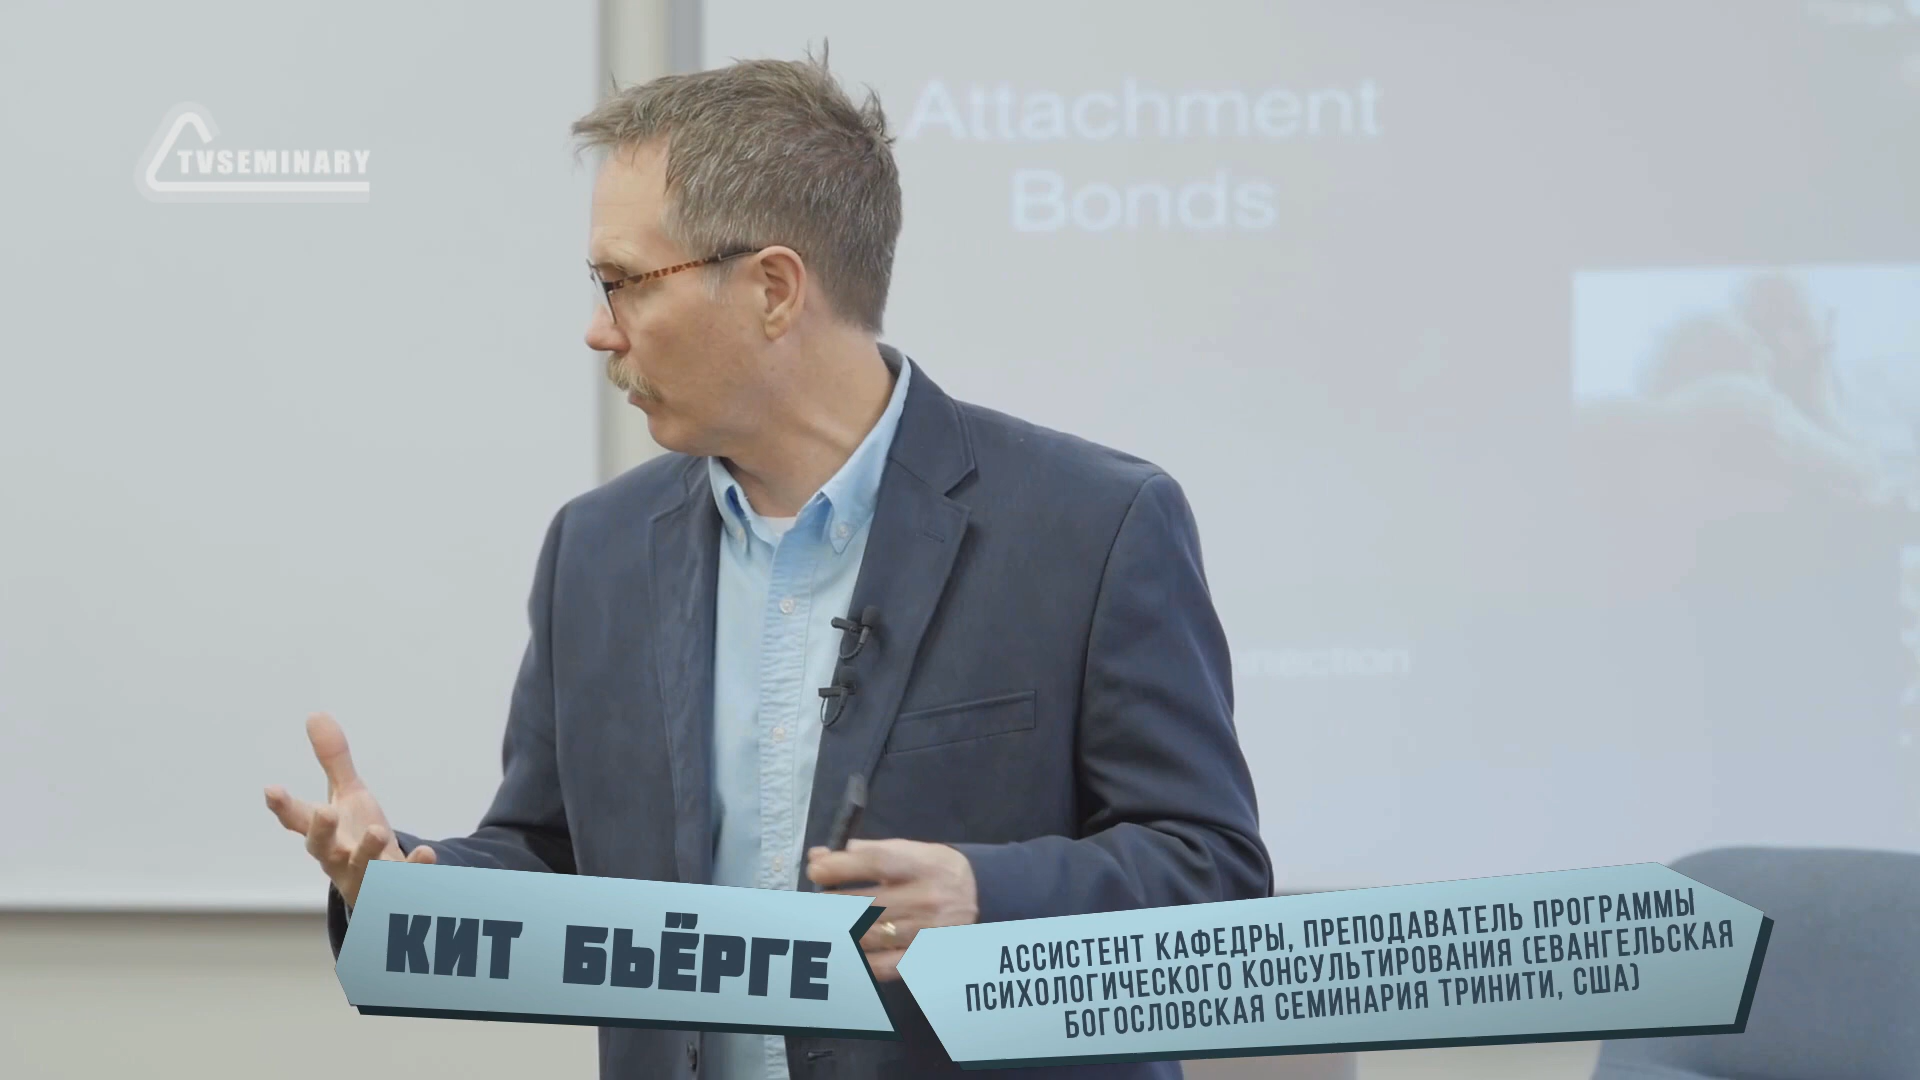 TVSEMINARY
Attachment
Bonds
КИТ БЬЁРГЕ
АССИСТЕНТ КАФЕДРЫ, ПРЕПОДАВАТЕЛЬ ПРОГРАММЫ
ПСИХОЛОГИЧЕСКОГО КОНСУЛЬТИРОВАНИЯ (ЕВАНГЕЛЬСКАЯ
БОГОСЛОВСКАЯ СЕМИНАРИЯ ТРИНИТИ, США)